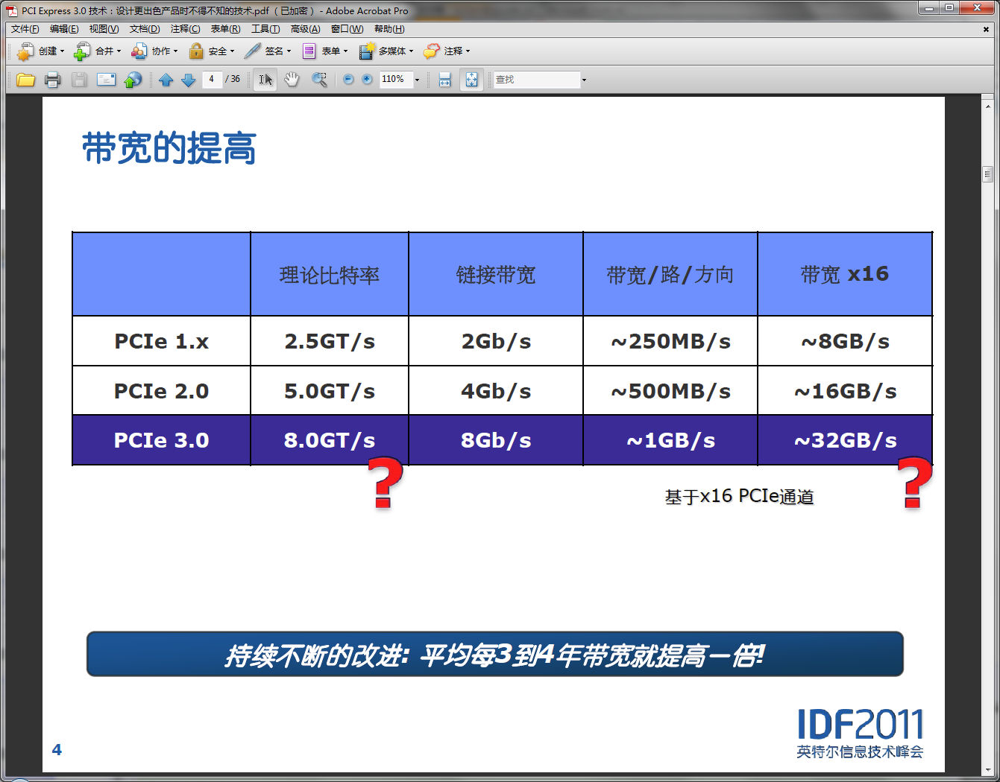 PCI Express 3.0 技术：设计更出色产品时不得不知的技术.pdf （已加密） - Adobe Acrobat Pro
文件(F) 编辑(E) 视图(V) 文档(D) 注释(C) 表单(R) 工具(T) 高级(A) 窗口(W) 帮助(H)
创建 合并 协作 安全 签名 表单 多媒体 注释
4 / 36 110% 查找
带宽的提高
理论比特率 链接带宽 带宽/路/方向 带宽 x16
PCIe 1.x 2.5GT/s 2Gb/s ~250MB/s ~8GB/s
PCIe 2.0 5.0GT/s 4Gb/s ~500MB/s ~16GB/s
PCIe 3.0 8.0GT/s 8Gb/s ~1GB/s ~32GB/s
? ?
基于x16 PCIe通道
持续不断的改进: 平均每3到4年带宽就提高一倍!
IDF2011
英特尔信息技术峰会
4